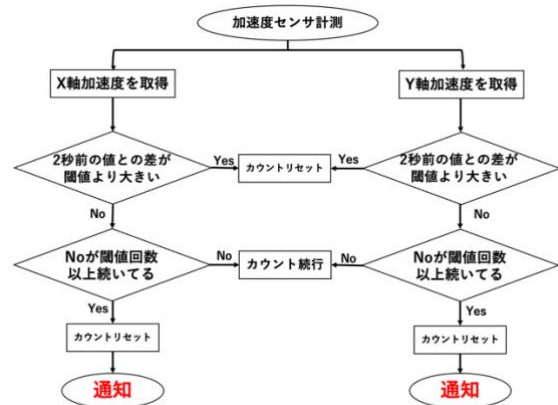 加速度センサ計測
X軸加速度を取得
Y軸加速度を取得
2秒前の値との差が
閾値より大きい
Yes
カウントリセット
Yes
2秒前の値との差が
閾値より大きい
No
No
Noが閾値回数
以上続いてる
No
カウント続行
No
Noが閾値回数
以上続いてる
Yes
Yes
カウントリセット
カウントリセット
通知
通知